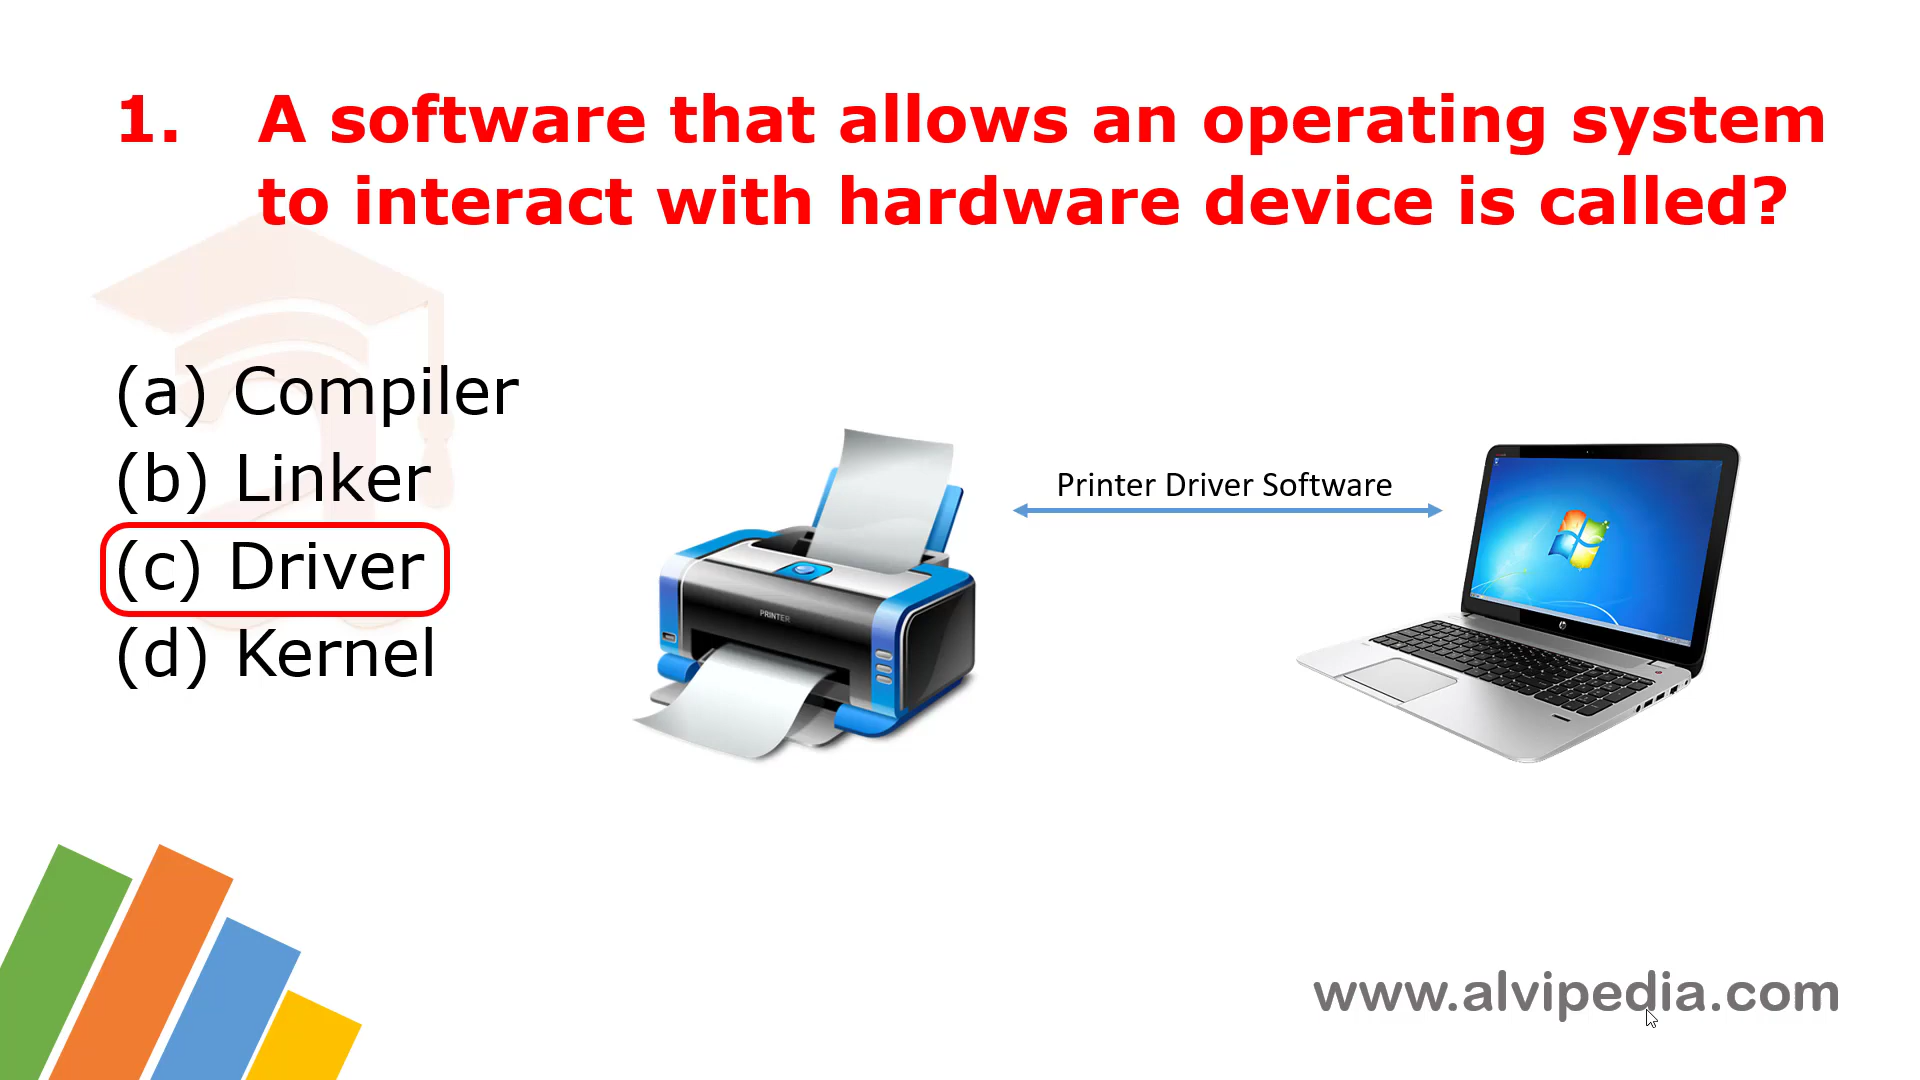 1. A software that allows an operating system
to interact with hardware device is called?
(a) Compiler
(b) Linker
(c) Driver
(d) Kernel
Printer Driver Software
PRINTER
www.alvipedia.com